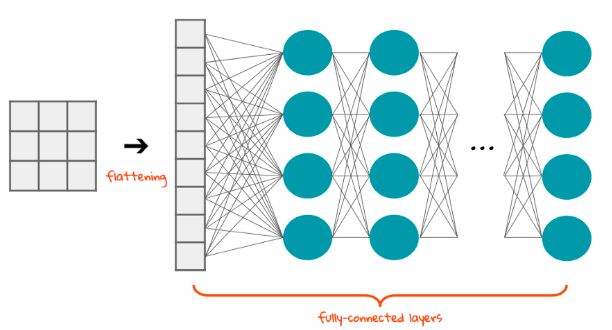 flattening
...
fully-connected layers